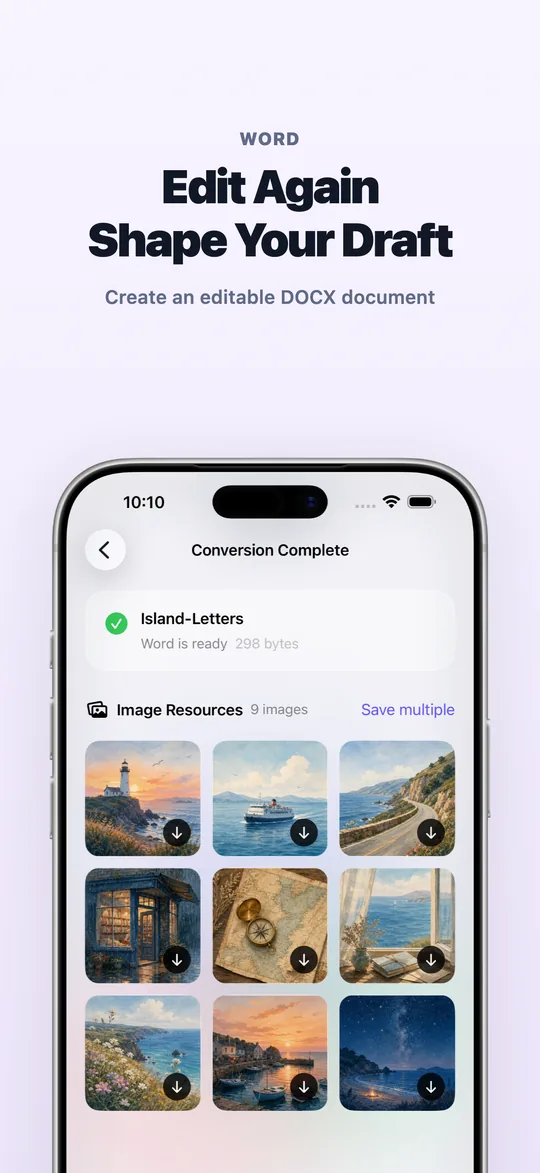 WORD
Edit Again
Shape Your Draft
Create an editable DOCX document
10:10
Conversion Complete
Island-Letters
Word is ready 298 bytes
Image Resources 9 images Save multiple